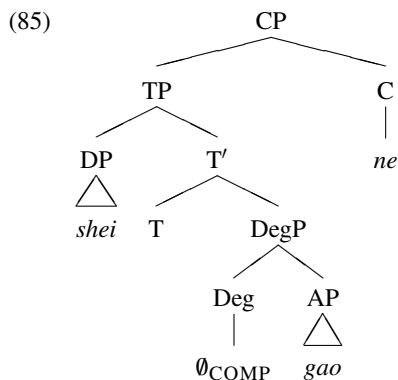 (85) CP
TP C
DP T′ ne
shei T DegP
Deg AP
∅COMP gao